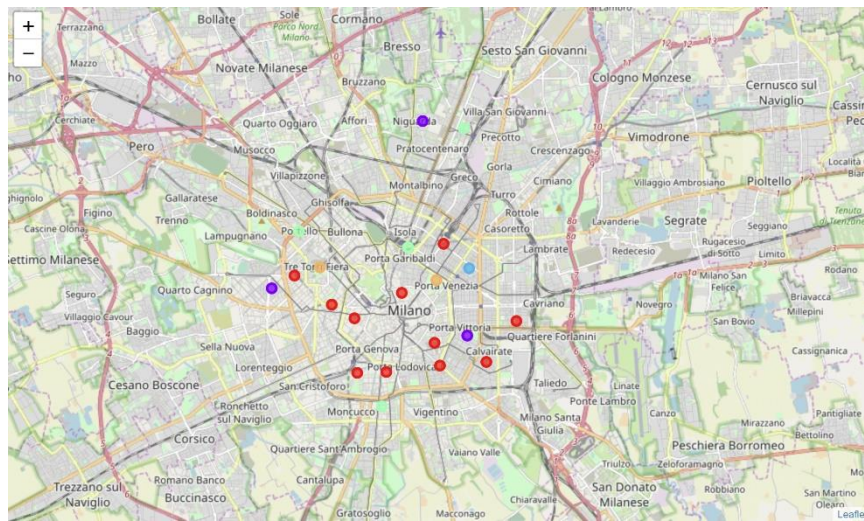 +
−
Terrazzano
Bollate
Sole
Parco Nord
Milano
Cormano
Bresso
Sesto San Giovanni
Mazzo
Novate Milanese
Bruzzano
Cologno Monzese
Cernusco sul
Naviglio
Cerchiate
Pero
Quarto Oggiaro
Affori
Villa San Giovanni
Precotto
Vimodrone
Musocco
Pratocentenaro
Gorla
Crescenzago
Villapizzone
Greco
Cimiano
Villaggio Ambrosiano
Pioltello
Località
Figino
Gallaratese
Trenno
Boldinasco
Ghisolfa
Montalbino
Turro
Rottole
Cascine Olona
Lampugnano
Bullona
Isola
Casoretto
Lavanderie
Segrate
Seggiano
Settimo Milanese
Porta Garibaldi
Lambrate
Redecesio
Rugacesio
di Sotto
Limito
Quarto Cagnino
Porta Venezia
Milano San
Felice
Rodano
Seguro
Villaggio Cavour
Cavriano
Novegro
Briavacca
Millepini
Baggio
Milano
Porta Vittoria
Quartiere Forlanini
San Bovio
Sella Nuova
Porta Genova
Calvairate
Cassignanica
Cesano Boscone
Lorenteggio
San Cristoforo
Taliedo
Linate
Ronchetto
sul Naviglio
Moncucco
Vigentino
Ponte Lambro
Canzo
Pantigliate
Corsico
Milano Santa
Giulia
Mirazzano
Bettolino
Quartiere Sant'Ambrogio
Vaiano Valle
Peschiera Borromeo
Trezzano sul
Naviglio
Romano Banco
Buccinasco
Cantalupa
Triulzo
Zeloforamagno
San Donato
Milanese
Robbiano
Chiaravalle
Macconago
Gratosoglio
San Martino
Olearo